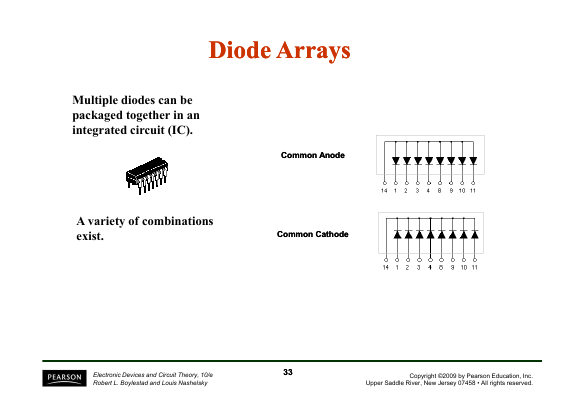 Diode Arrays
Multiple diodes can be
packaged together in an
integrated circuit (IC).
Common Anode
14 1 2 3 4 8 9 10 11
A variety of combinations
exist.
Common Cathode
14 1 2 3 4 8 9 10 11
PEARSON
Electronic Devices and Circuit Theory, 10/e
Robert L. Boylestad and Louis Nashelsky
33
Copyright ©2009 by Pearson Education, Inc.
Upper Saddle River, New Jersey 07458 • All rights reserved.